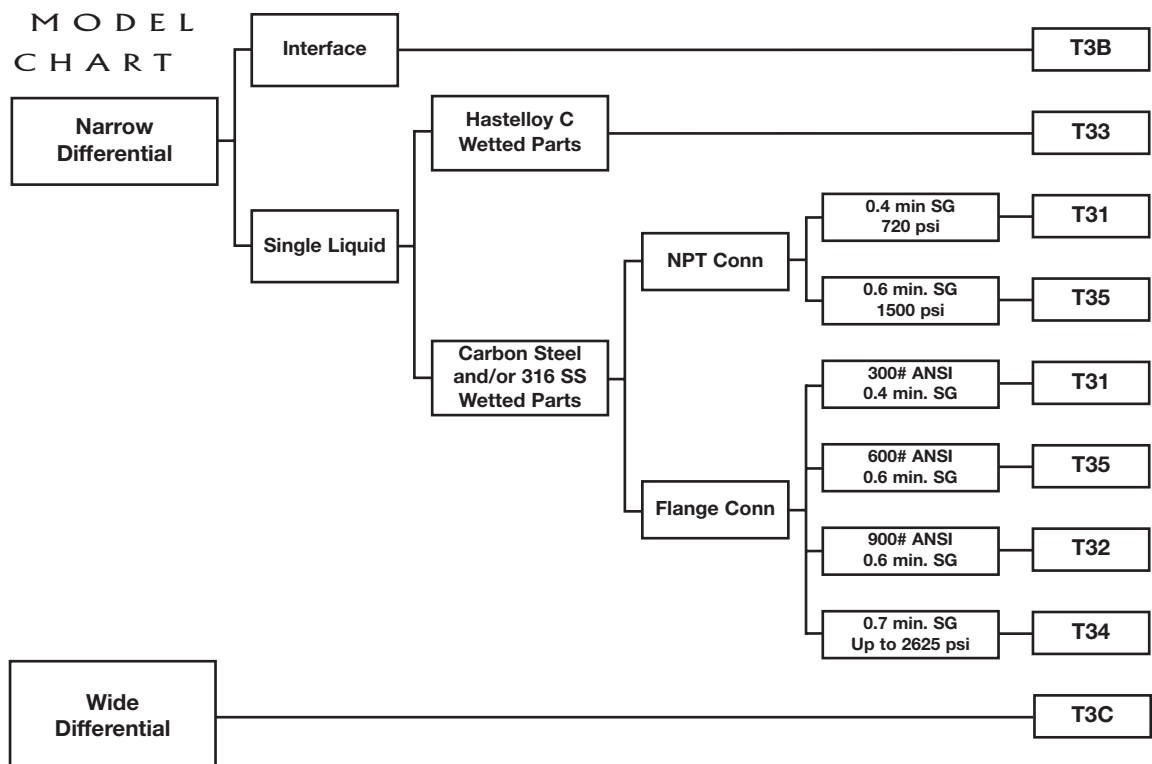 MODEL
CHART
Interface
T3B
Narrow
Differential
Hastelloy C
Wetted Parts
T33
Single Liquid
NPT Conn
0.4 min SG
720 psi
T31
0.6 min. SG
1500 psi
T35
Carbon Steel
and/or 316 SS
Wetted Parts
300# ANSI
0.4 min. SG
T31
600# ANSI
0.6 min. SG
T35
Flange Conn
900# ANSI
0.6 min. SG
T32
0.7 min. SG
Up to 2625 psi
T34
Wide
Differential
T3C